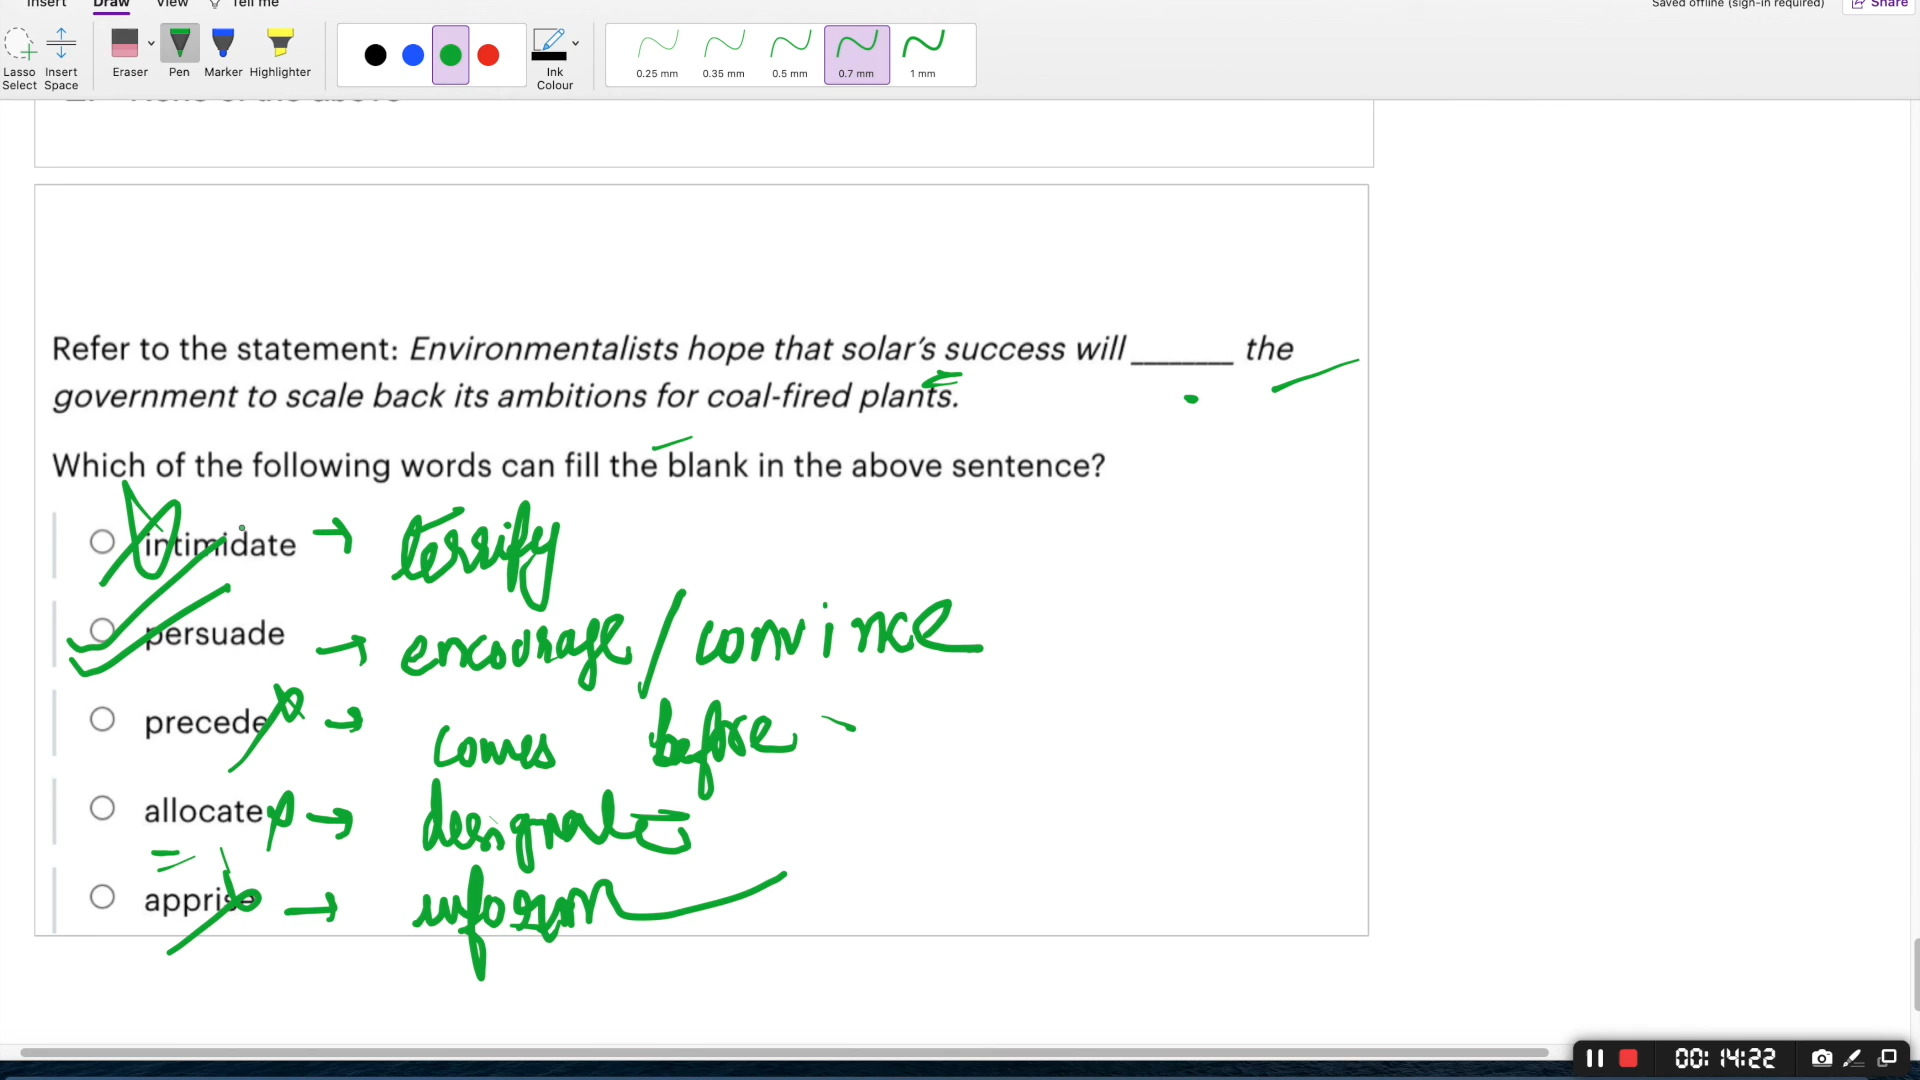 Insert Draw View Tell me Saved offline (sign-in required) Share
Lasso Select Insert Space Eraser Pen Marker Highlighter Ink Colour 0.25 mm 0.35 mm 0.5 mm 0.7 mm 1 mm
Refer to the statement: Environmentalists hope that solar's success will _______ the
government to scale back its ambitions for coal-fired plants.
Which of the following words can fill the blank in the above sentence?
intimidate → terrify
persuade → encourage / convince
precede → comes before
allocate → designate
apprise → inform
00:14:22